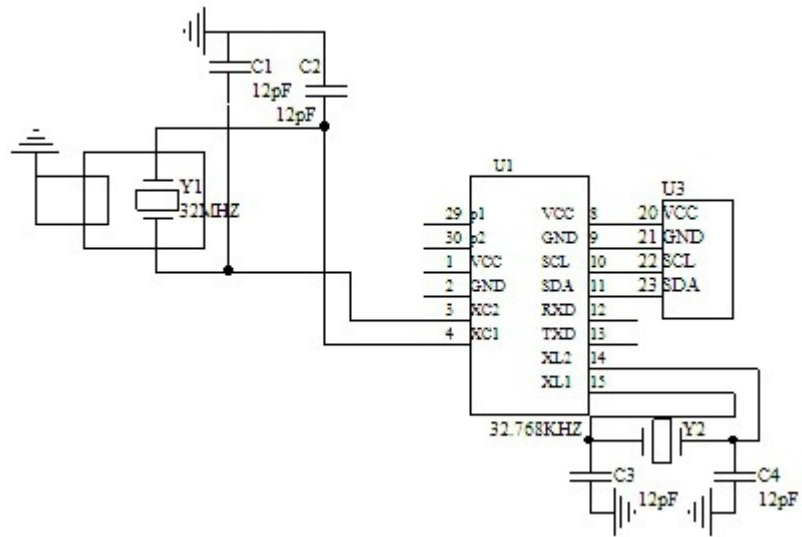 C1
C2
12pF
12pF
Y1
32MHZ
U1
U3
29 p1 VCC 8
20 VCC
30 p2 GND 9
21 GND
1 VCC SCL 10
22 SCL
2 GND SDA 11
23 SDA
3 XC2 RXD 12
4 XC1 TXD 13
XL2 14
XL1 15
32.768KHZ
Y2
C3
C4
12pF
12pF